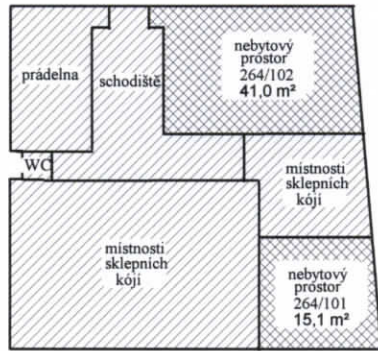 prádelna
schodiště
nebytový
prostor
264/102
41,0 m²
WC
místnosti
sklepních
kójí
místnosti
sklepních
kójí
nebytový
prostor
264/101
15,1 m²